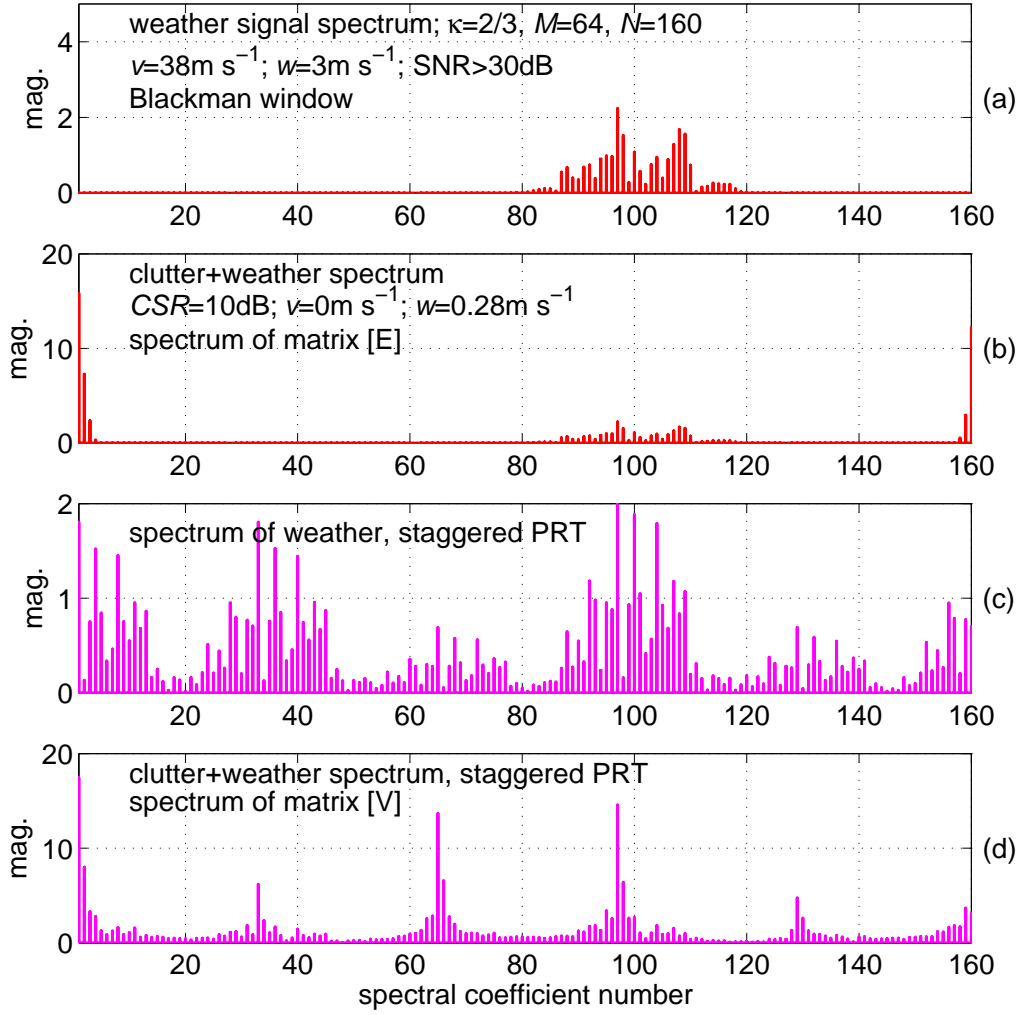 weather signal spectrum; κ=2/3, M=64, N=160
v=38m s−1; w=3m s−1; SNR>30dB
Blackman window
(a)
mag.
4
2
0
20 40 60 80 100 120 140 160
clutter+weather spectrum
CSR=10dB; v=0m s−1; w=0.28m s−1
spectrum of matrix [E]
(b)
mag.
20
10
0
20 40 60 80 100 120 140 160
spectrum of weather, staggered PRT
(c)
mag.
2
1
0
20 40 60 80 100 120 140 160
clutter+weather spectrum, staggered PRT
spectrum of matrix [V]
(d)
mag.
20
10
0
20 40 60 80 100 120 140 160
spectral coefficient number